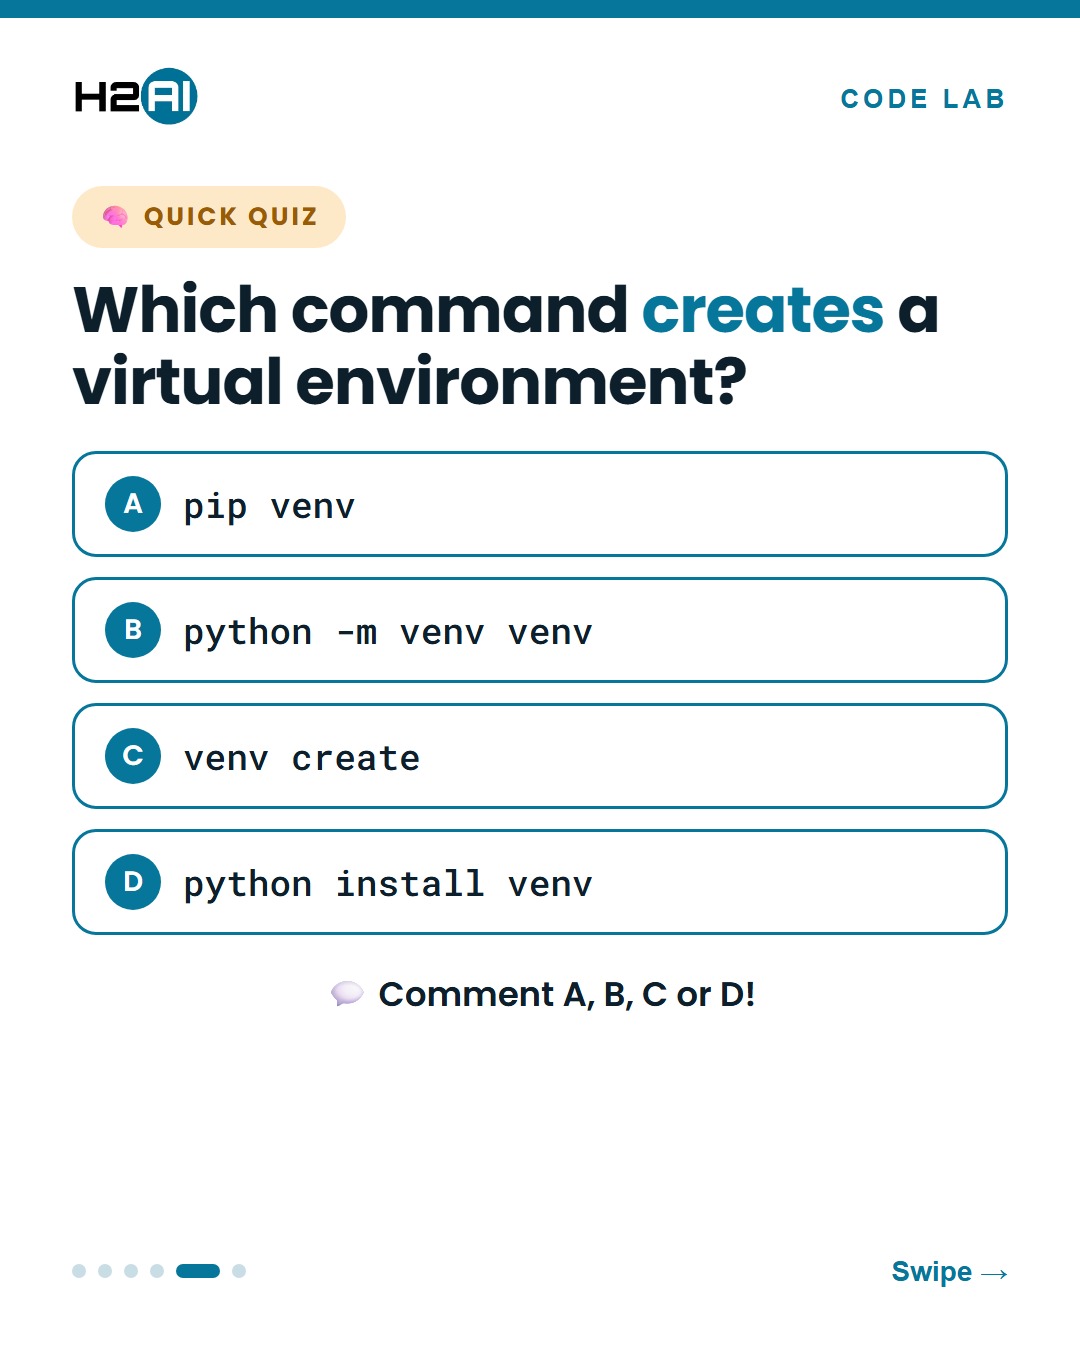 H2AI
CODE LAB
🧠 QUICK QUIZ
Which command creates a
virtual environment?
A pip venv
B python -m venv venv
C venv create
D python install venv
💬 Comment A, B, C or D!
Swipe →